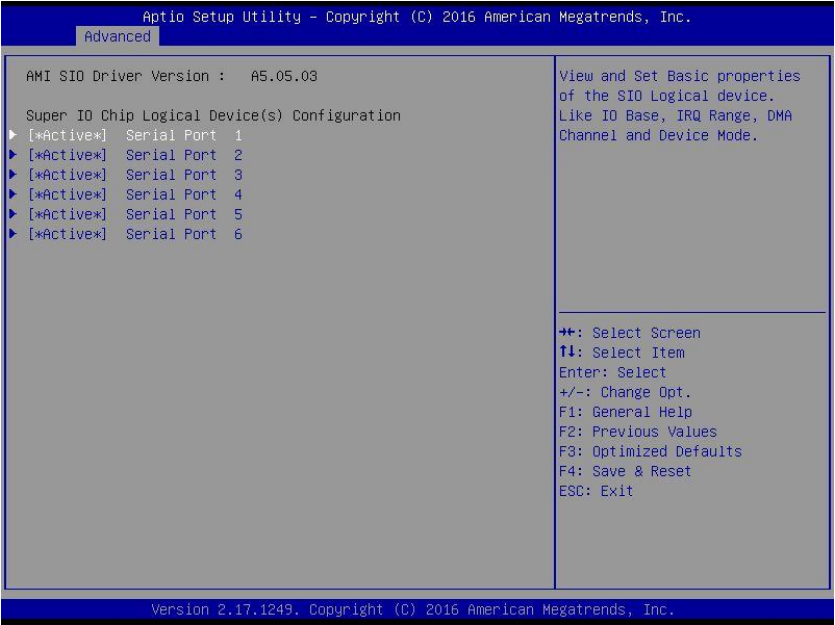 Aptio Setup Utility – Copyright (C) 2016 American Megatrends, Inc.
Advanced
AMI SIO Driver Version :   A5.05.03
Super IO Chip Logical Device(s) Configuration
▶ [*Active*]  Serial Port  1
▶ [*Active*]  Serial Port  2
▶ [*Active*]  Serial Port  3
▶ [*Active*]  Serial Port  4
▶ [*Active*]  Serial Port  5
▶ [*Active*]  Serial Port  6
View and Set Basic properties
of the SIO Logical device.
Like IO Base, IRQ Range, DMA
Channel and Device Mode.
→←: Select Screen
↑↓: Select Item
Enter: Select
+/-: Change Opt.
F1: General Help
F2: Previous Values
F3: Optimized Defaults
F4: Save & Reset
ESC: Exit
Version 2.17.1249. Copyright (C) 2016 American Megatrends, Inc.